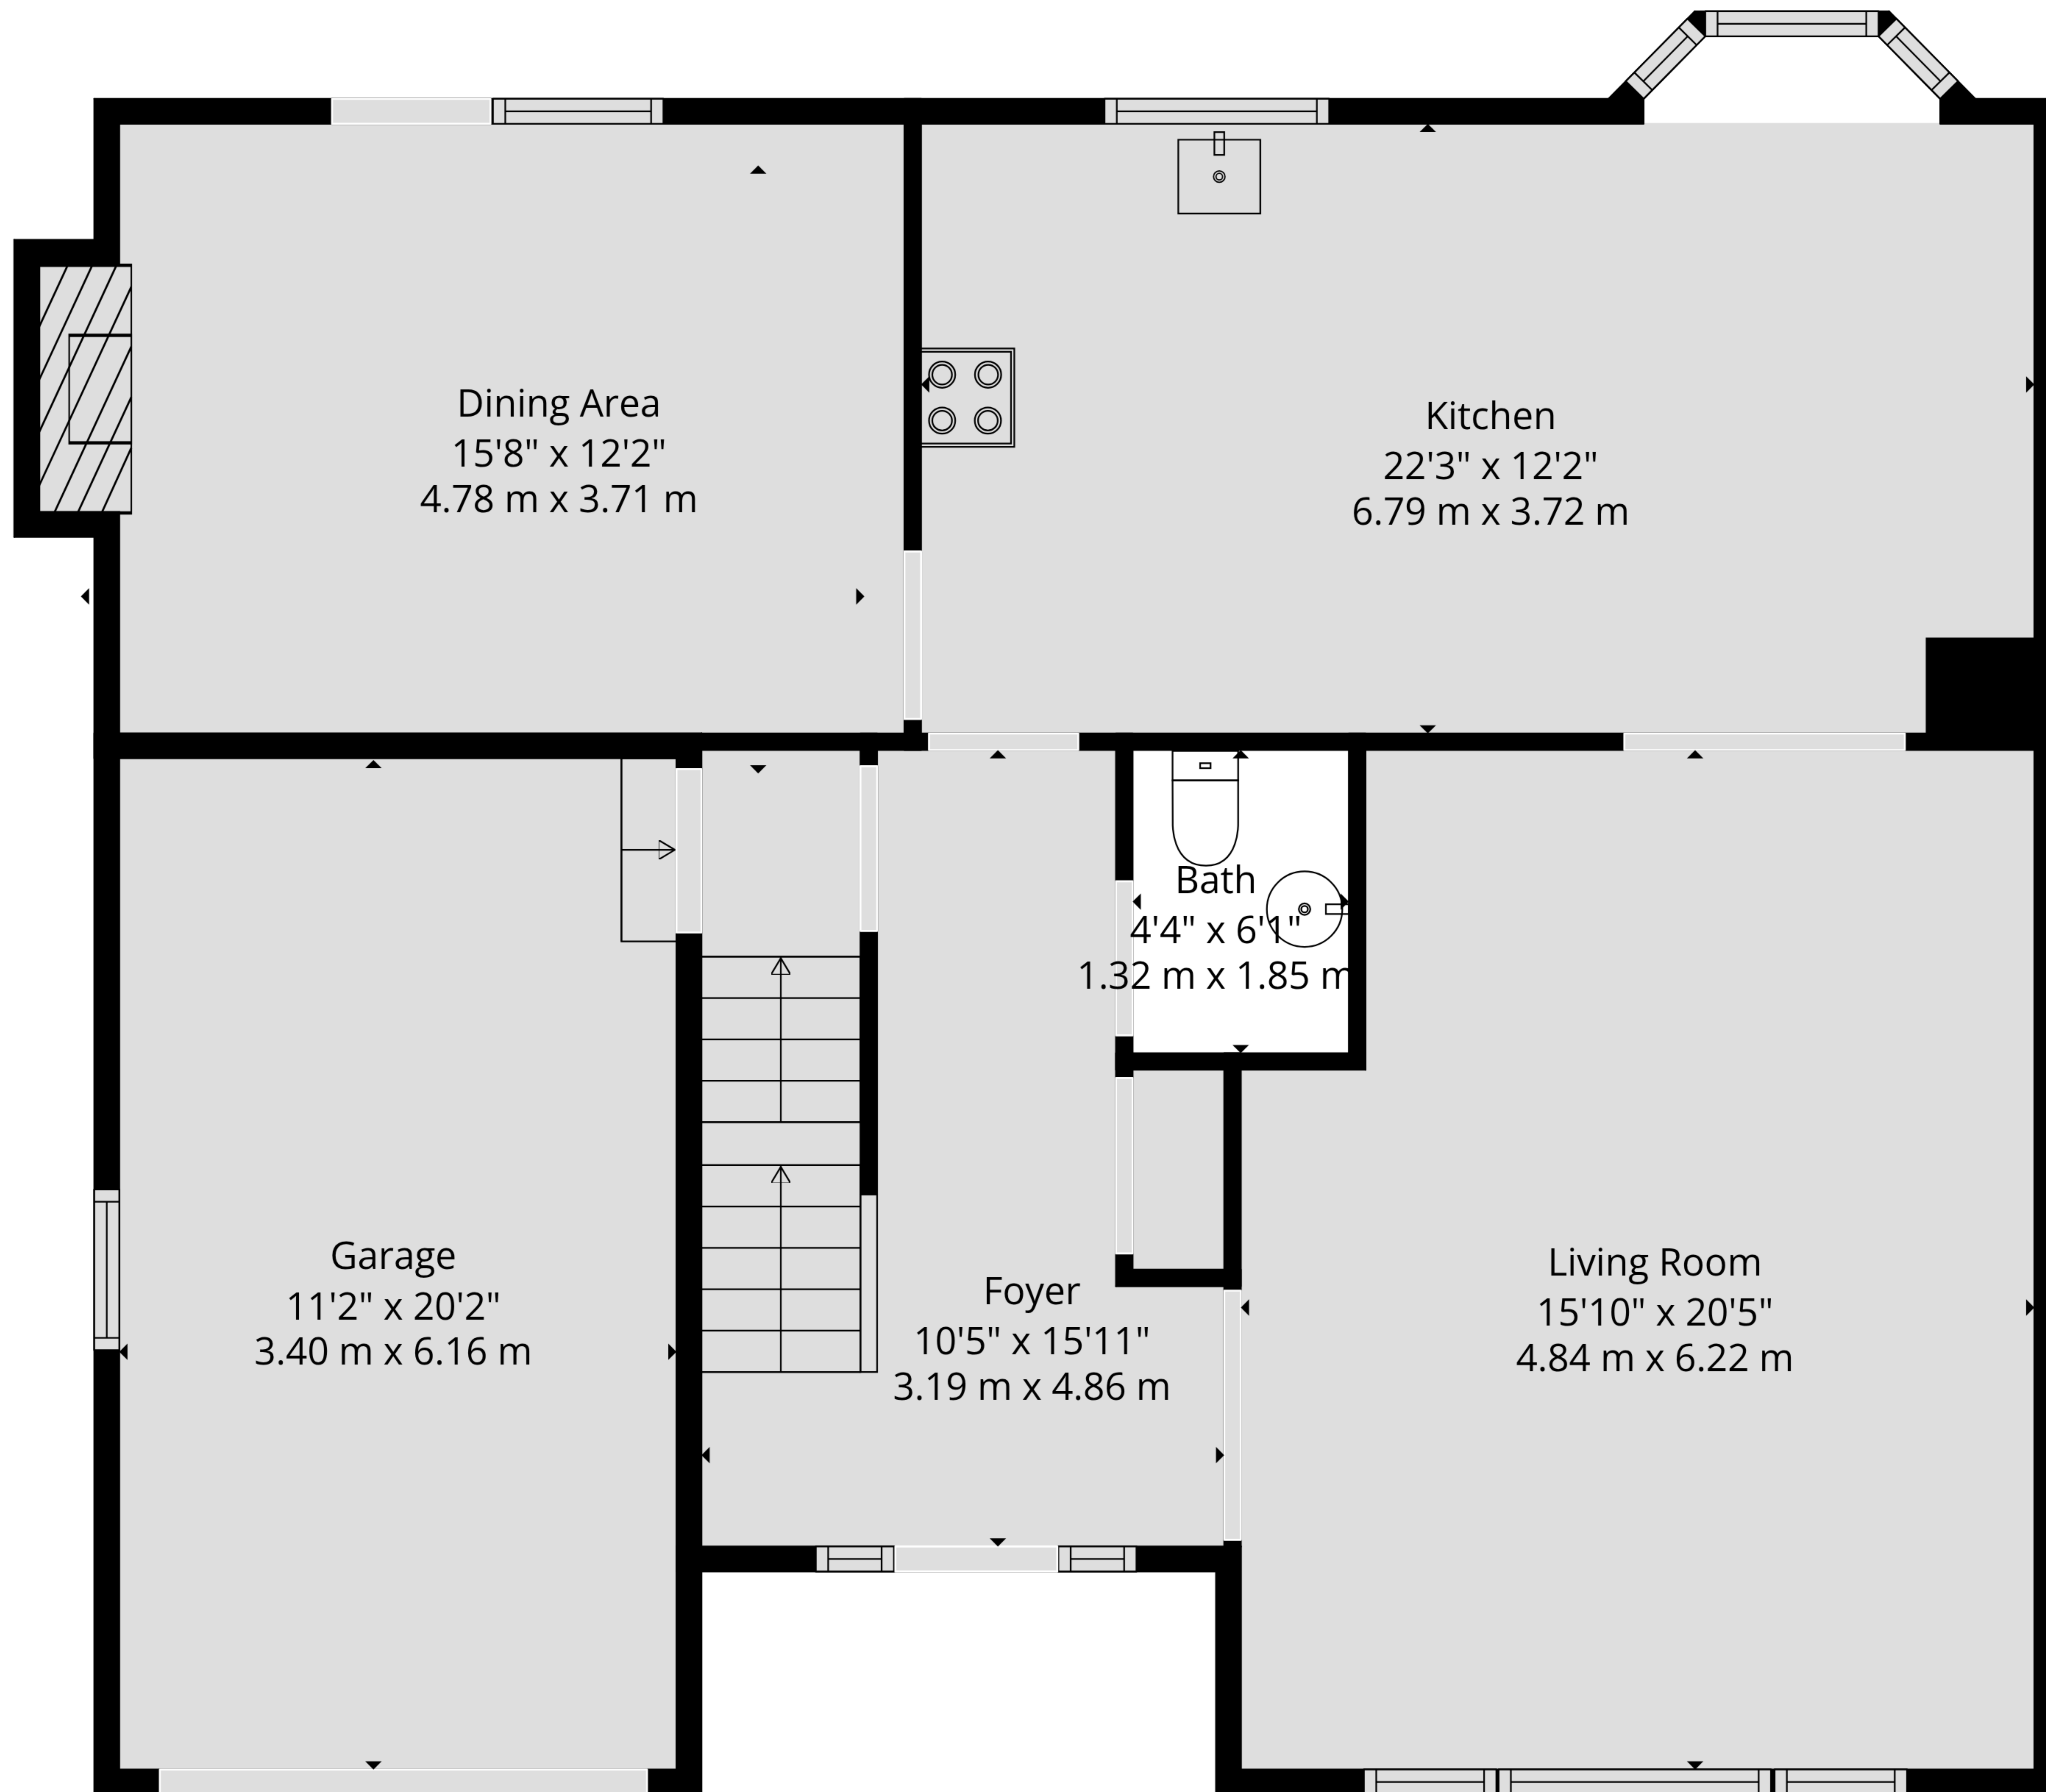 Dining Area
15'8" x 12'2"
4.78 m x 3.71 m
Kitchen
22'3" x 12'2"
6.79 m x 3.72 m
Bath
4'4" x 6'1"
1.32 m x 1.85 m
Garage
11'2" x 20'2"
3.40 m x 6.16 m
Foyer
10'5" x 15'11"
3.19 m x 4.86 m
Living Room
15'10" x 20'5"
4.84 m x 6.22 m